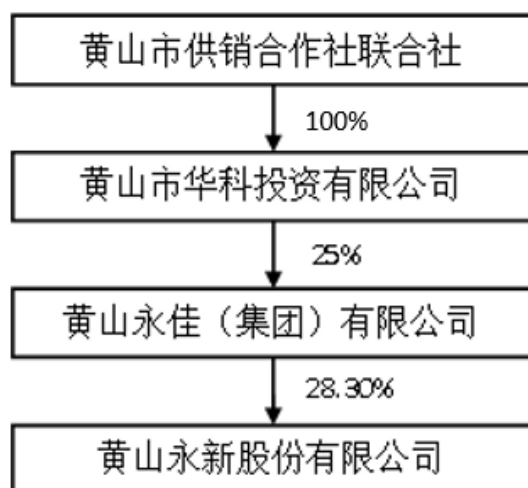 黄山市供销合作社联合社
100%
黄山市华科投资有限公司
25%
黄山永佳（集团）有限公司
28.30%
黄山永新股份有限公司